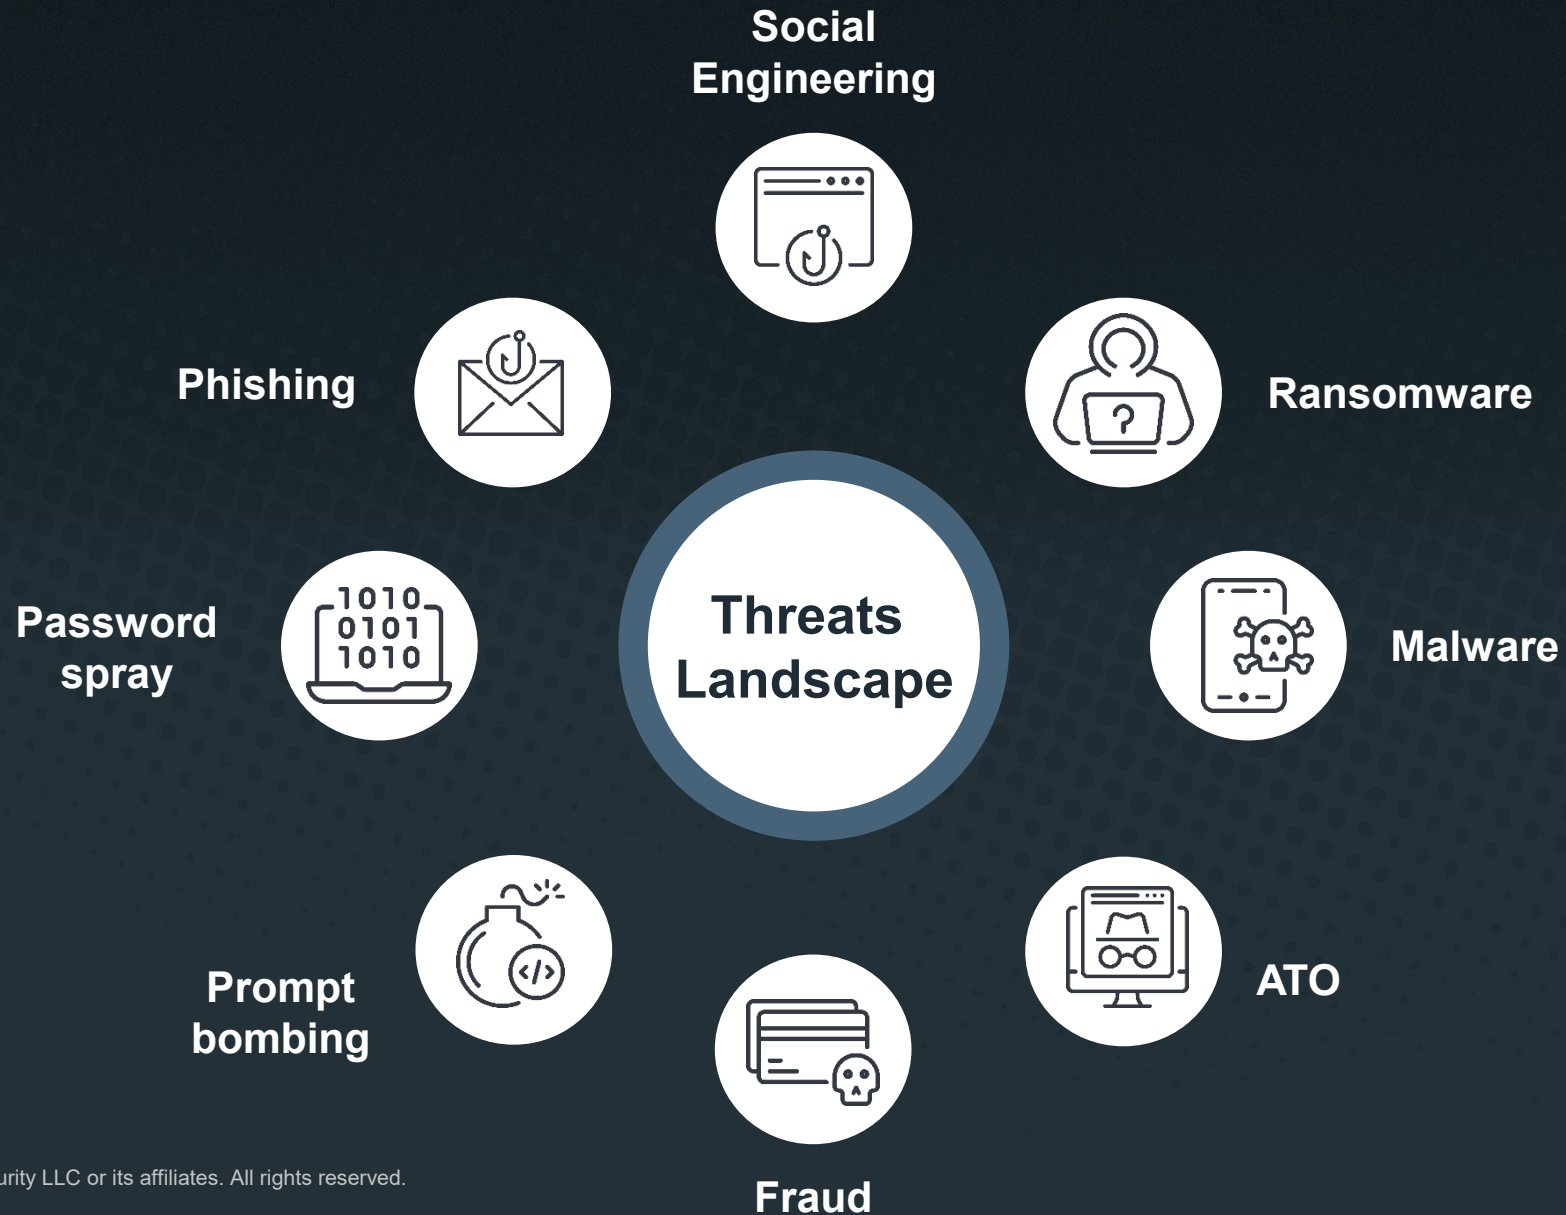 Social
Engineering
Phishing
Ransomware
?
1010
0101
1010
Password
spray
Threats
Landscape
Malware
</>
Prompt
bombing
ATO
Fraud
LLC or its affiliates. All rights reserved.